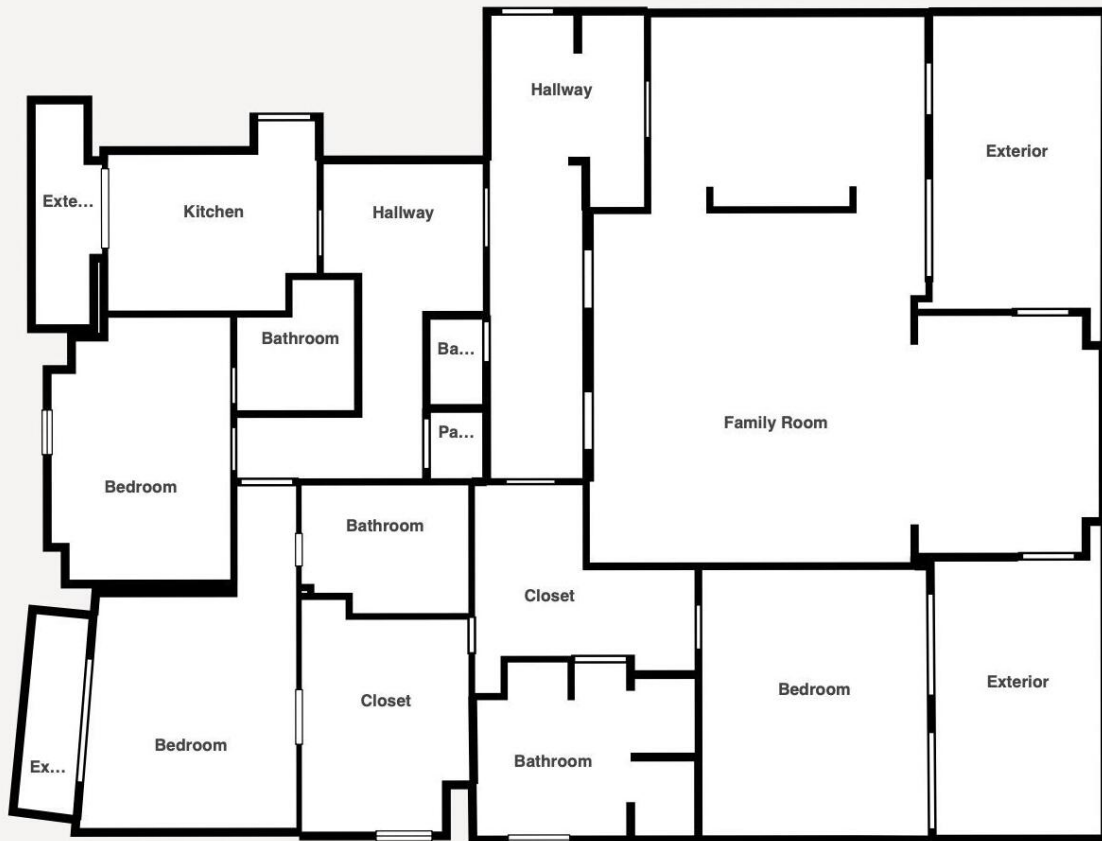 Hallway
Exterior
Exte...
Kitchen
Hallway
Bathroom
Ba...
Family Room
Pa...
Bedroom
Bathroom
Closet
Exterior
Bedroom
Closet
Bedroom
Bathroom
Ex...